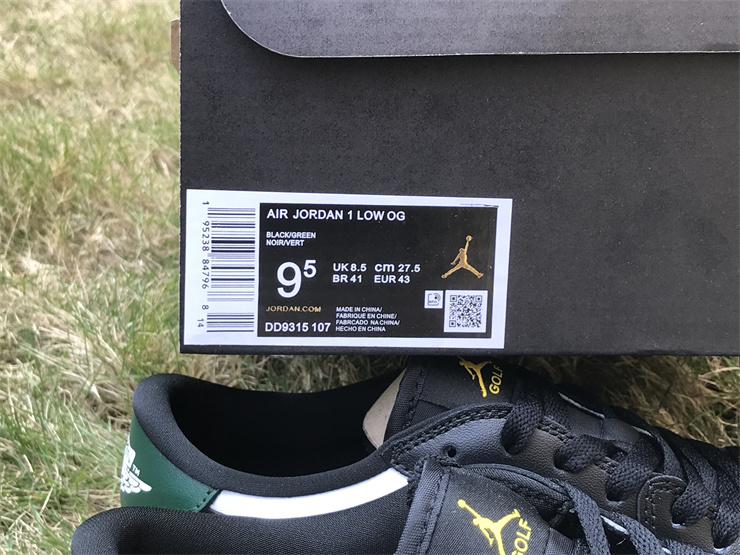 AIR JORDAN 1 LOW OG
BLACK/GREEN
NOIR/VERT
9⁵
UK 8.5 cm 27.5
BR 41 EUR 43
JORDAN.COM
DD9315 107
MADE IN CHINA/
FABRIQUE EN CHINE/
FABRICADO NA CHINA/
HECHO EN CHINA
1 95238 84796 8 14
GOLF
GOLF
TM